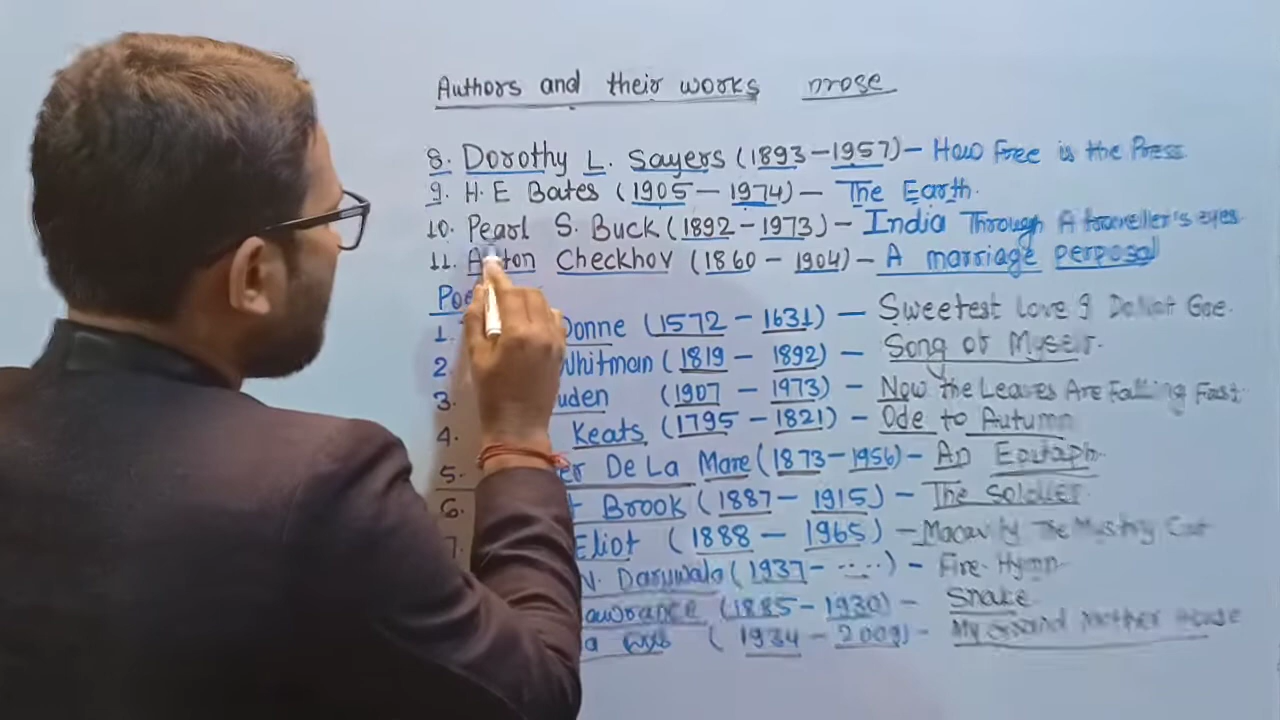 Authors and their works prose
8. Dorothy L. Sayers (1893-1957)- How Free is the Press
9. H. E Bates (1905-1974) - The Earth.
10. Pearl S. Buck (1892-1973) - India Through A traveller's eyes.
11. Anton Checkhov (1860-1904)- A marriage perposal
1. Donne (1572-1631) - Sweetest Love I Do Not Goe.
2. Whitman (1819-1892) - Song of Myself.
3. uden (1907-1973) - Now the Leaves Are Falling Fast.
4. Keats (1795-1821) - Ode to Autumn
5. er De La Mare (1873-1956)- An Epitaph.
6. t Brook (1887-1915) - The Soldier.
7. Eliot (1888-1965) - Macavity The Mystry Cat
N. Daruwala (1937-.....) - Fire-Hymn
awrance (1885-1930)- Snake
a (1934-2009)- My Grand mother House